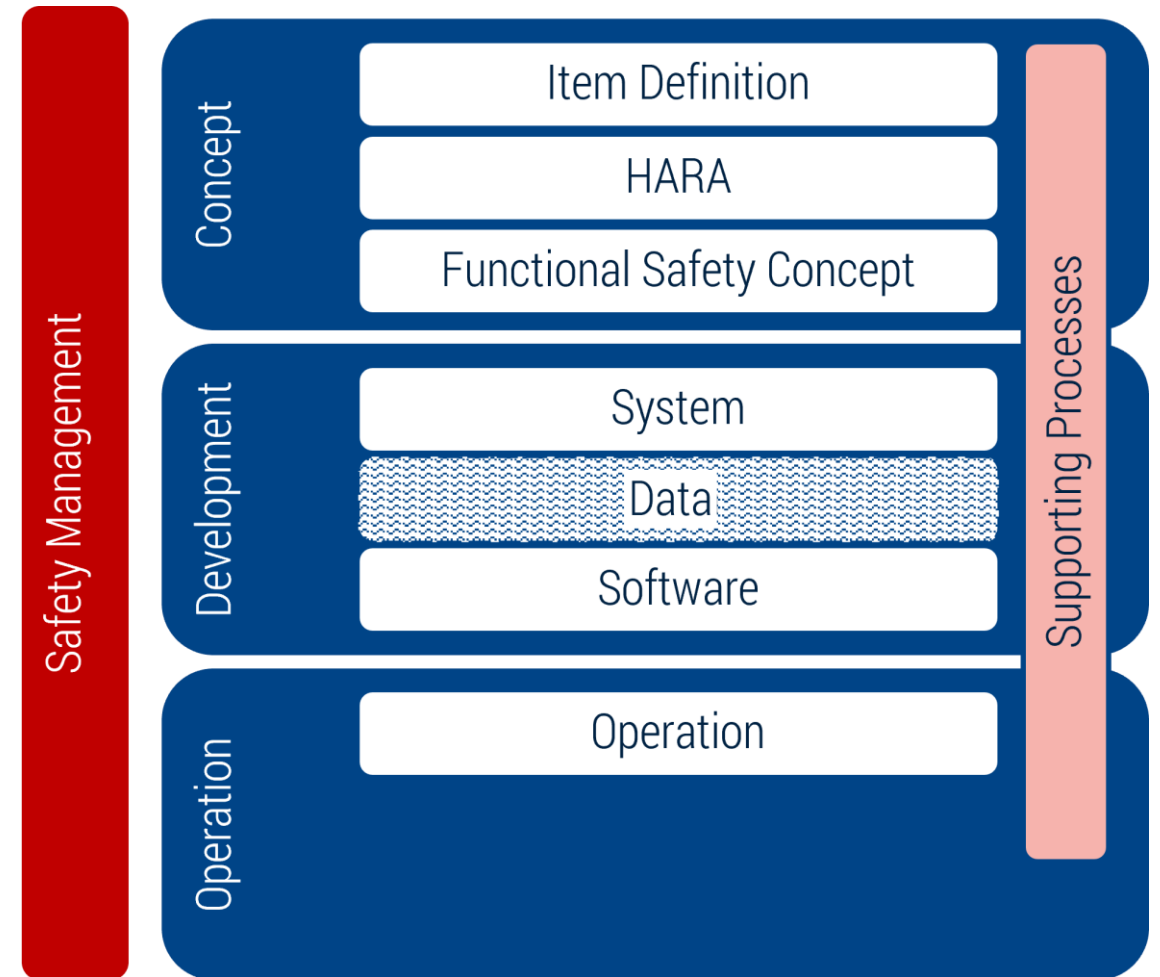 Safety Management
Concept
Item Definition
HARA
Functional Safety Concept
Development
System
Data
Software
Operation
Operation
Supporting Processes